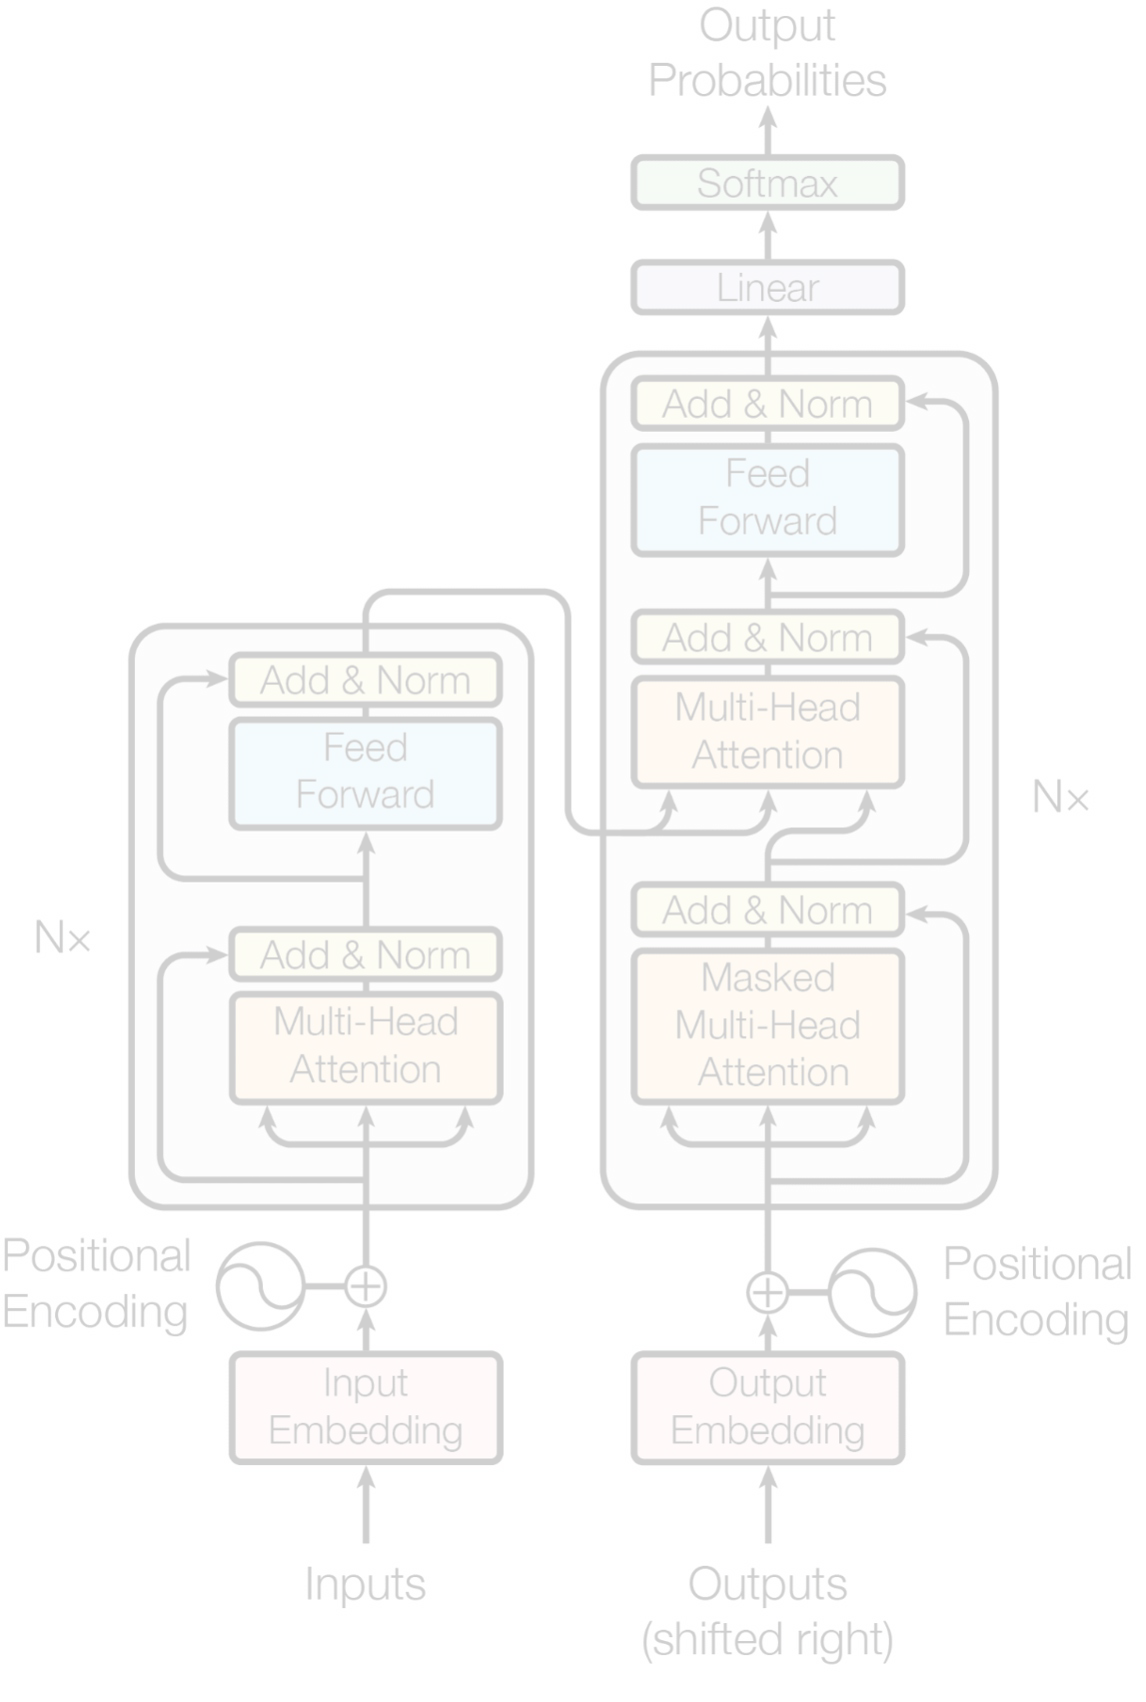 Output
Probabilities
Softmax
Linear
Add & Norm
Feed
Forward
Add & Norm
Multi-Head
Attention
Nx
Add & Norm
Masked
Multi-Head
Attention
Add & Norm
Feed
Forward
Nx
Add & Norm
Multi-Head
Attention
Positional
Encoding
Positional
Encoding
Input
Embedding
Output
Embedding
Inputs
Outputs
(shifted right)